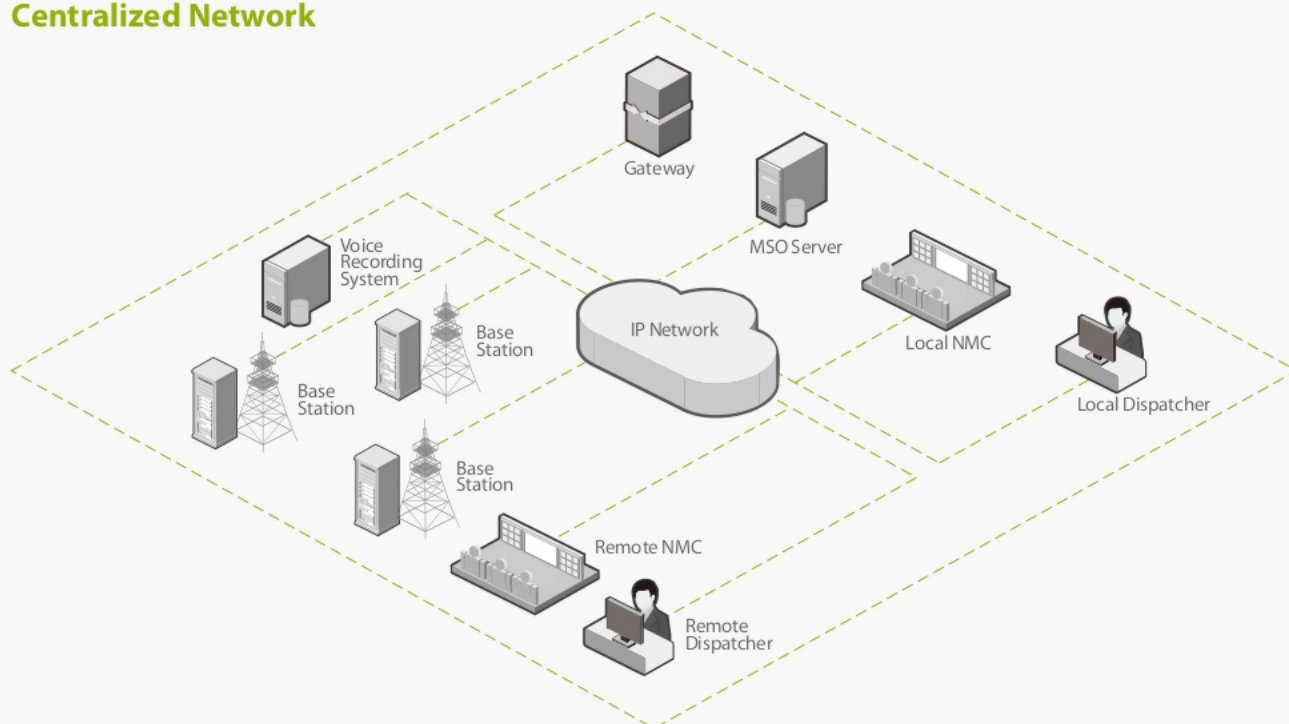 Centralized Network
Gateway
MSO Server
Voice
Recording
System
IP Network
Base
Station
Local NMC
Base
Station
Local Dispatcher
Base
Station
Remote NMC
Remote
Dispatcher